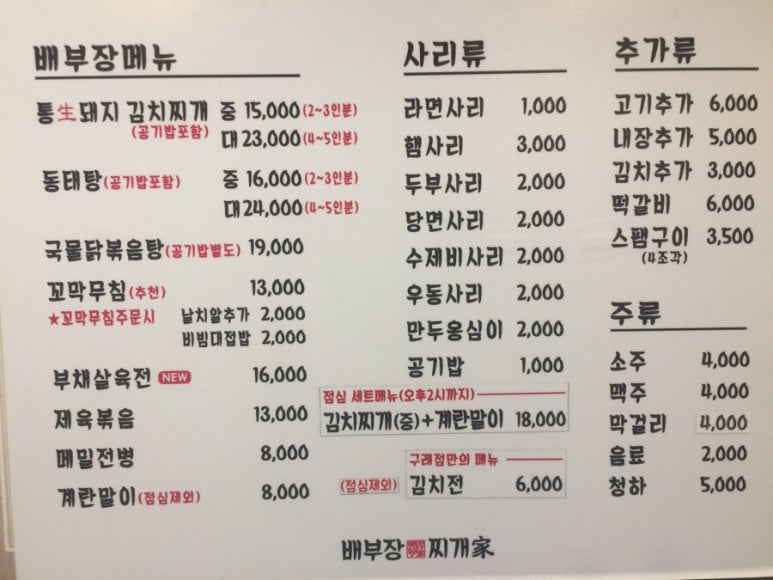 배부장메뉴
통生돼지 김치찌개 중 15,000 (2~3인분)
(공기밥포함) 대 23,000 (4~5인분)
동태탕(공기밥포함) 중 16,000 (2~3인분)
대 24,000 (4~5인분)
국물닭볶음탕(공기밥별도) 19,000
꼬막무침(추천) 13,000
★꼬막무침주문시 날치알추가 2,000
비빔대접밥 2,000
부채살육전 NEW 16,000
제육볶음 13,000
메밀전병 8,000
계란말이(점심제외) 8,000
사리류
라면사리 1,000
햄사리 3,000
두부사리 2,000
당면사리 2,000
수제비사리 2,000
우동사리 2,000
만두옹심이 2,000
공기밥 1,000
점심 세트메뉴(오후2시까지)
김치찌개(중)+계란말이 18,000
구래점만의 메뉴
(점심제외) 김치전 6,000
추가류
고기추가 6,000
내장추가 5,000
김치추가 3,000
떡갈비 6,000
스팸구이 3,500
(4조각)
주류
소주 4,000
맥주 4,000
막걸리 4,000
음료 2,000
청하 5,000
배부장 찌개家